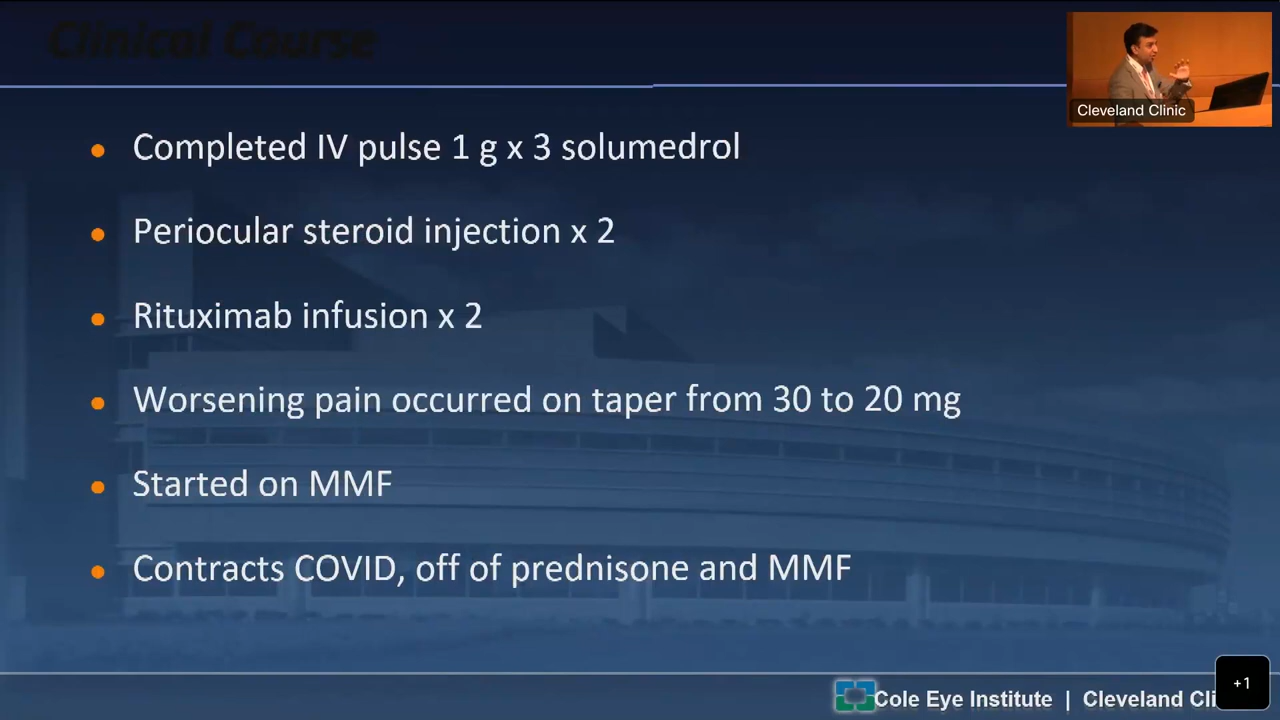 Clinical Course
Cleveland Clinic
Completed IV pulse 1 g x 3 solumedrol
Periocular steroid injection x 2
Rituximab infusion x 2
Worsening pain occurred on taper from 30 to 20 mg
Started on MMF
Contracts COVID, off of prednisone and MMF
Cole Eye Institute | Cleveland Cli
+1